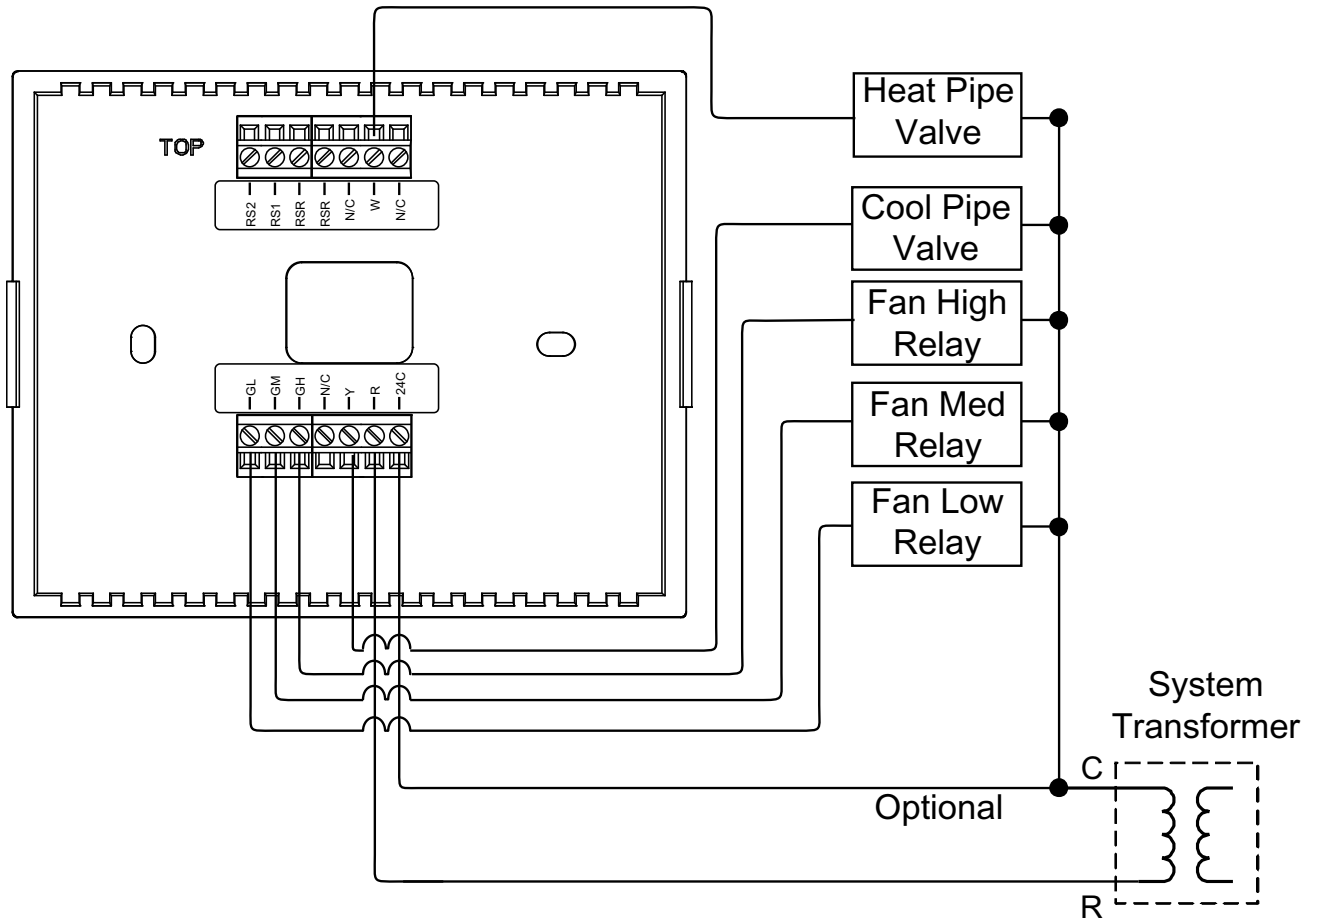 Heat Pipe
Valve
TOP
RS2
RS1
RSR
RSR
N/C
W
N/C
Cool Pipe
Valve
Fan High
Relay
GL
GM
GH
N/C
Y
R
24C
Fan Med
Relay
Fan Low
Relay
System
Transformer
C
Optional
R